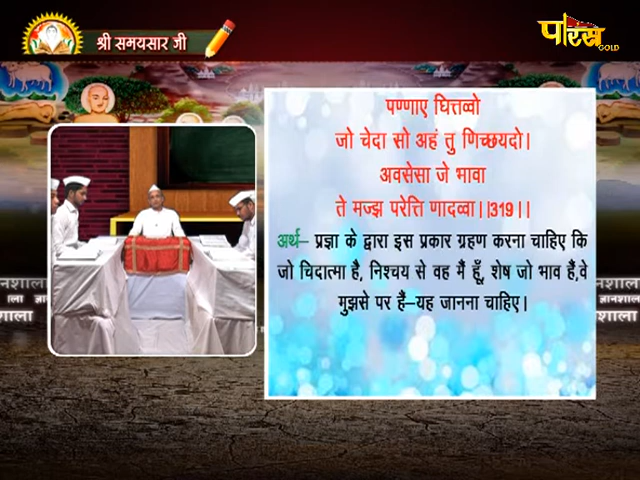 श्री समयसार जी
पारस
GOLD
पण्णाए घित्तव्वो
जो चेदा सो अहं तु णिच्छयदो।
अवसेसा जे भावा
ते मज्झ परेत्ति णादव्वा।।319।।
अर्थ– प्रज्ञा के द्वारा इस प्रकार ग्रहण करना चाहिए कि
जो चिदात्मा है, निश्चय से वह मैं हूँ, शेष जो भाव हैं,वे
मुझसे पर हैं–यह जानना चाहिए।
ज्ञानशाला